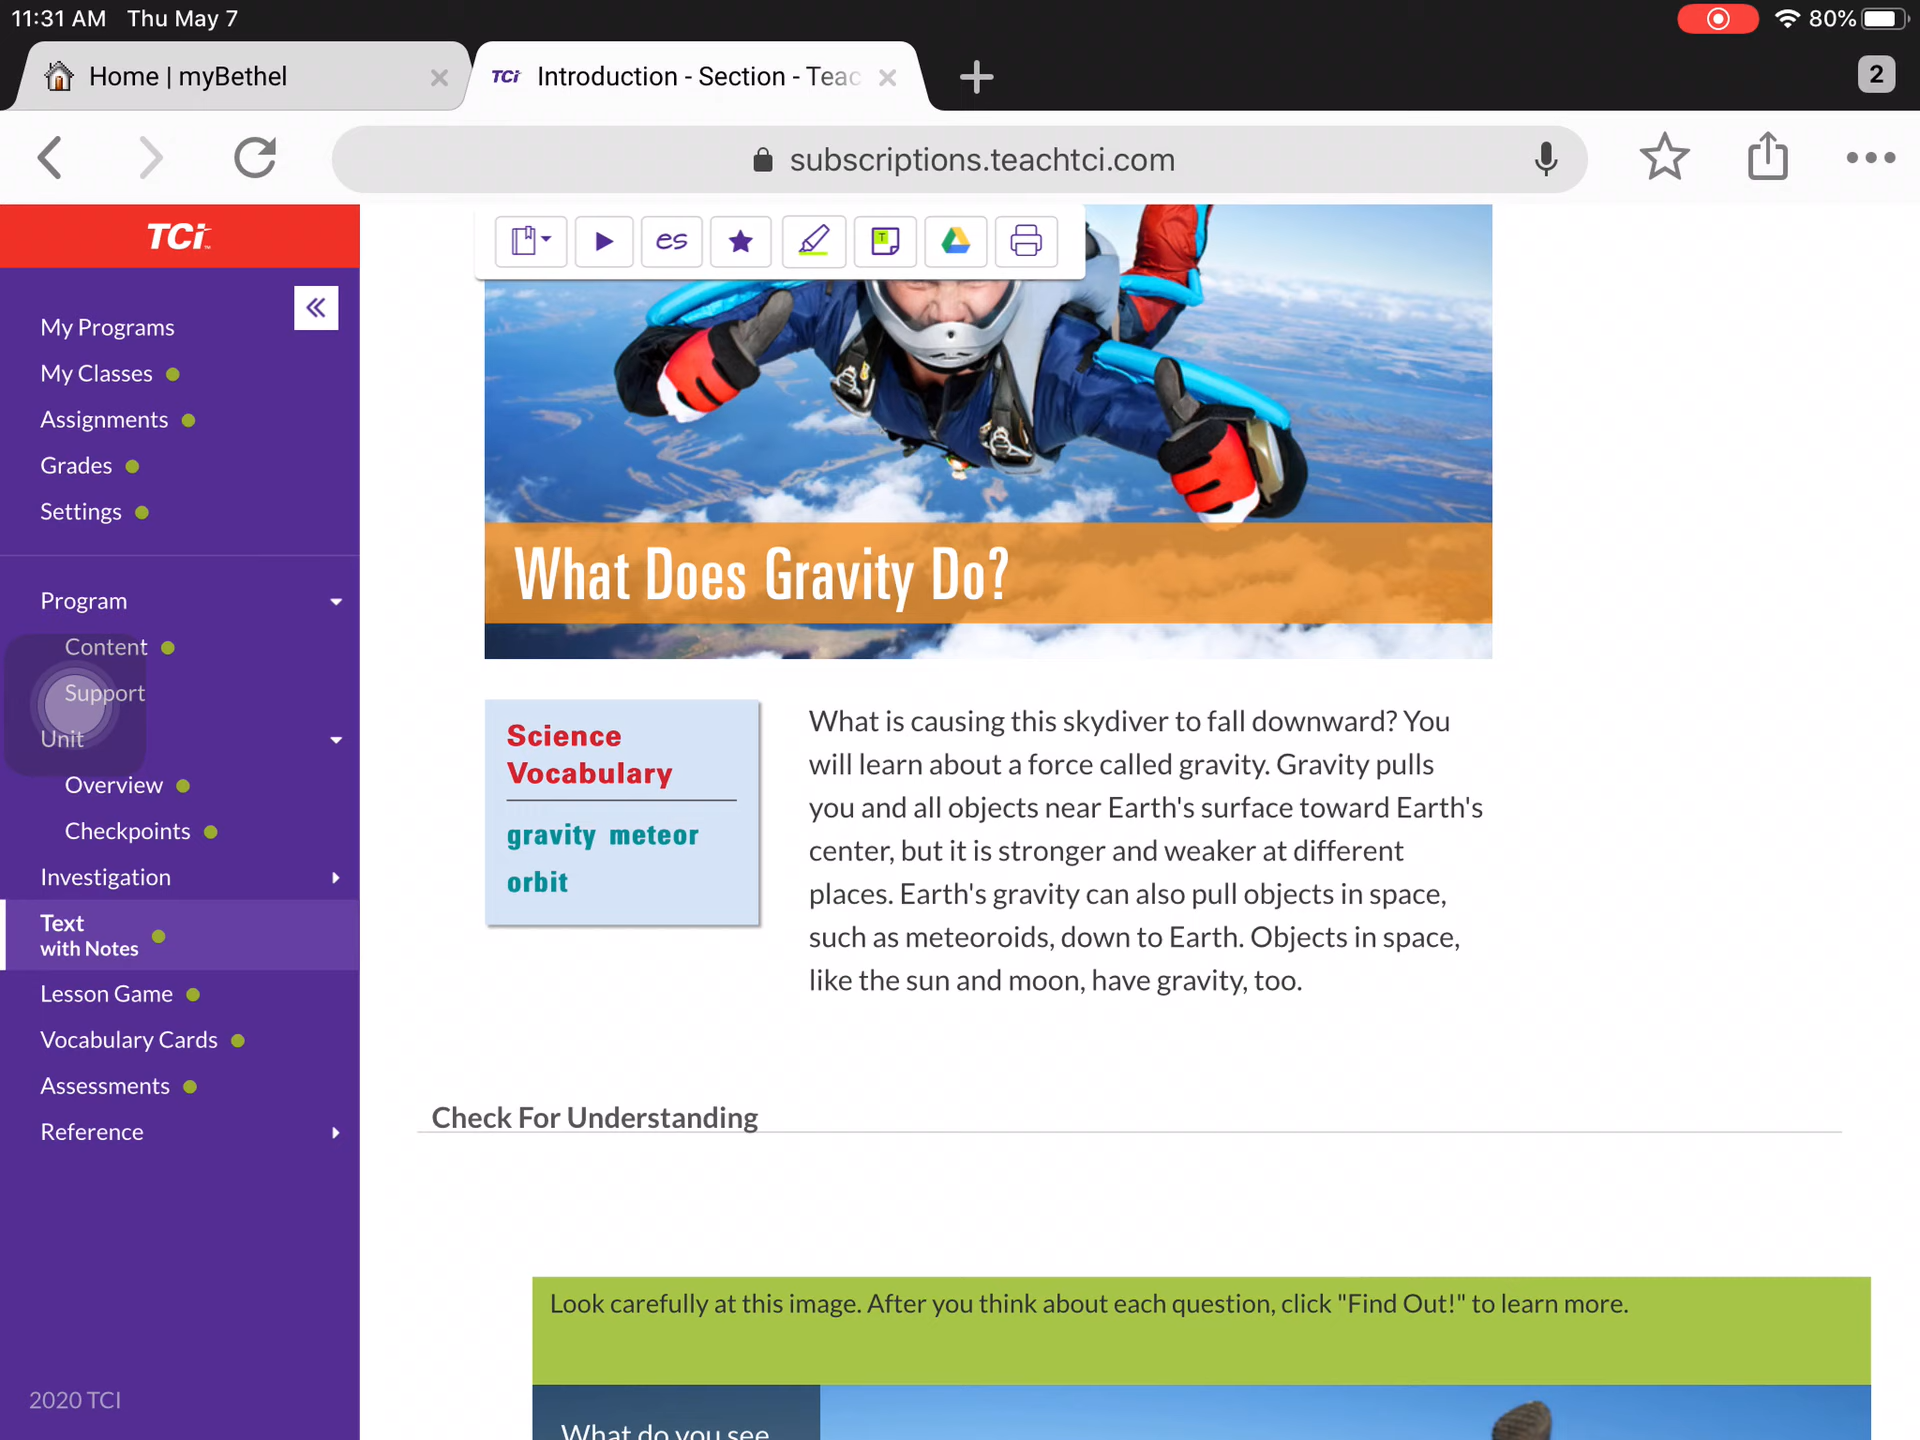 11:31 AM Thu May 7
80%
Home | myBethel
TCi Introduction - Section - Teac
2
subscriptions.teachtci.com
TCi
es
T
My Programs
My Classes
Assignments
Grades
Settings
Program
Content
Support
Unit
Overview
Checkpoints
Investigation
Text
with Notes
Lesson Game
Vocabulary Cards
Assessments
Reference
2020 TCI
What Does Gravity Do?
Science
Vocabulary
gravity meteor
orbit
What is causing this skydiver to fall downward? You
will learn about a force called gravity. Gravity pulls
you and all objects near Earth's surface toward Earth's
center, but it is stronger and weaker at different
places. Earth's gravity can also pull objects in space,
such as meteoroids, down to Earth. Objects in space,
like the sun and moon, have gravity, too.
Check For Understanding
Look carefully at this image. After you think about each question, click "Find Out!" to learn more.
What do you see